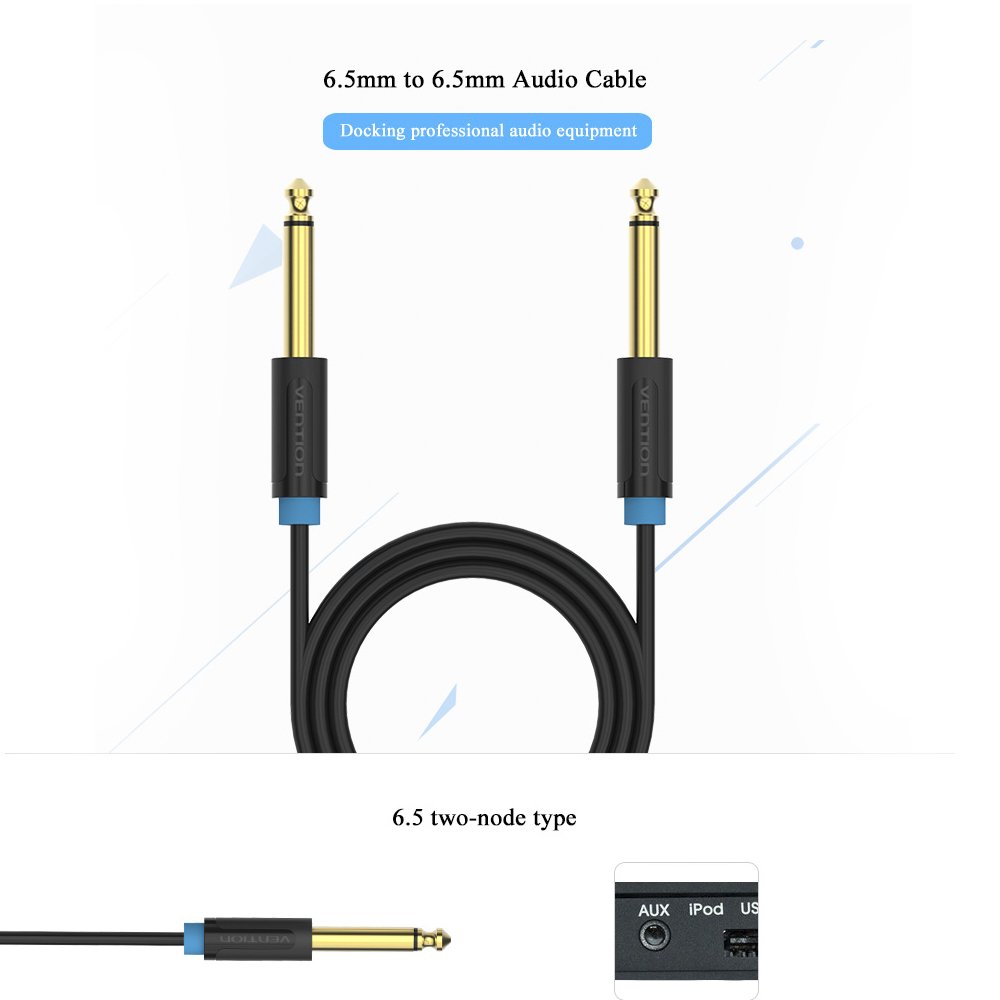 6.5mm to 6.5mm Audio Cable
Docking professional audio equipment
VENTION
VENTION
6.5 two-node type
VENTION
AUX iPod US